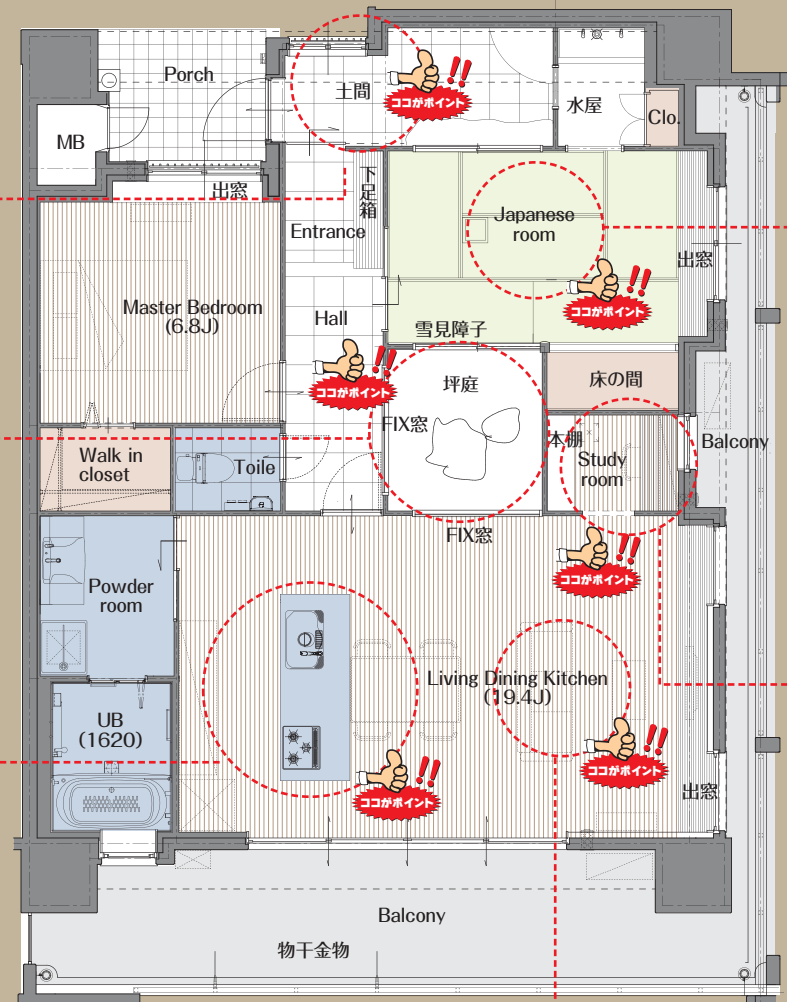 Porch
土間
!!
ココがポイント
水屋
Clo.
MB
出窓
下足箱
Entrance
Japanese
room
出窓
!!
ココがポイント
Master Bedroom
(6.8J)
Hall
雪見障子
!!
ココがポイント
坪庭
床の間
FIX窓
本棚
Study
room
Balcony
Walk in
closet
Toile
FIX窓
!!
ココがポイント
Powder
room
Living Dining Kitchen
(19.4J)
UB
(1620)
!!
ココがポイント
!!
ココがポイント
出窓
Balcony
物干金物